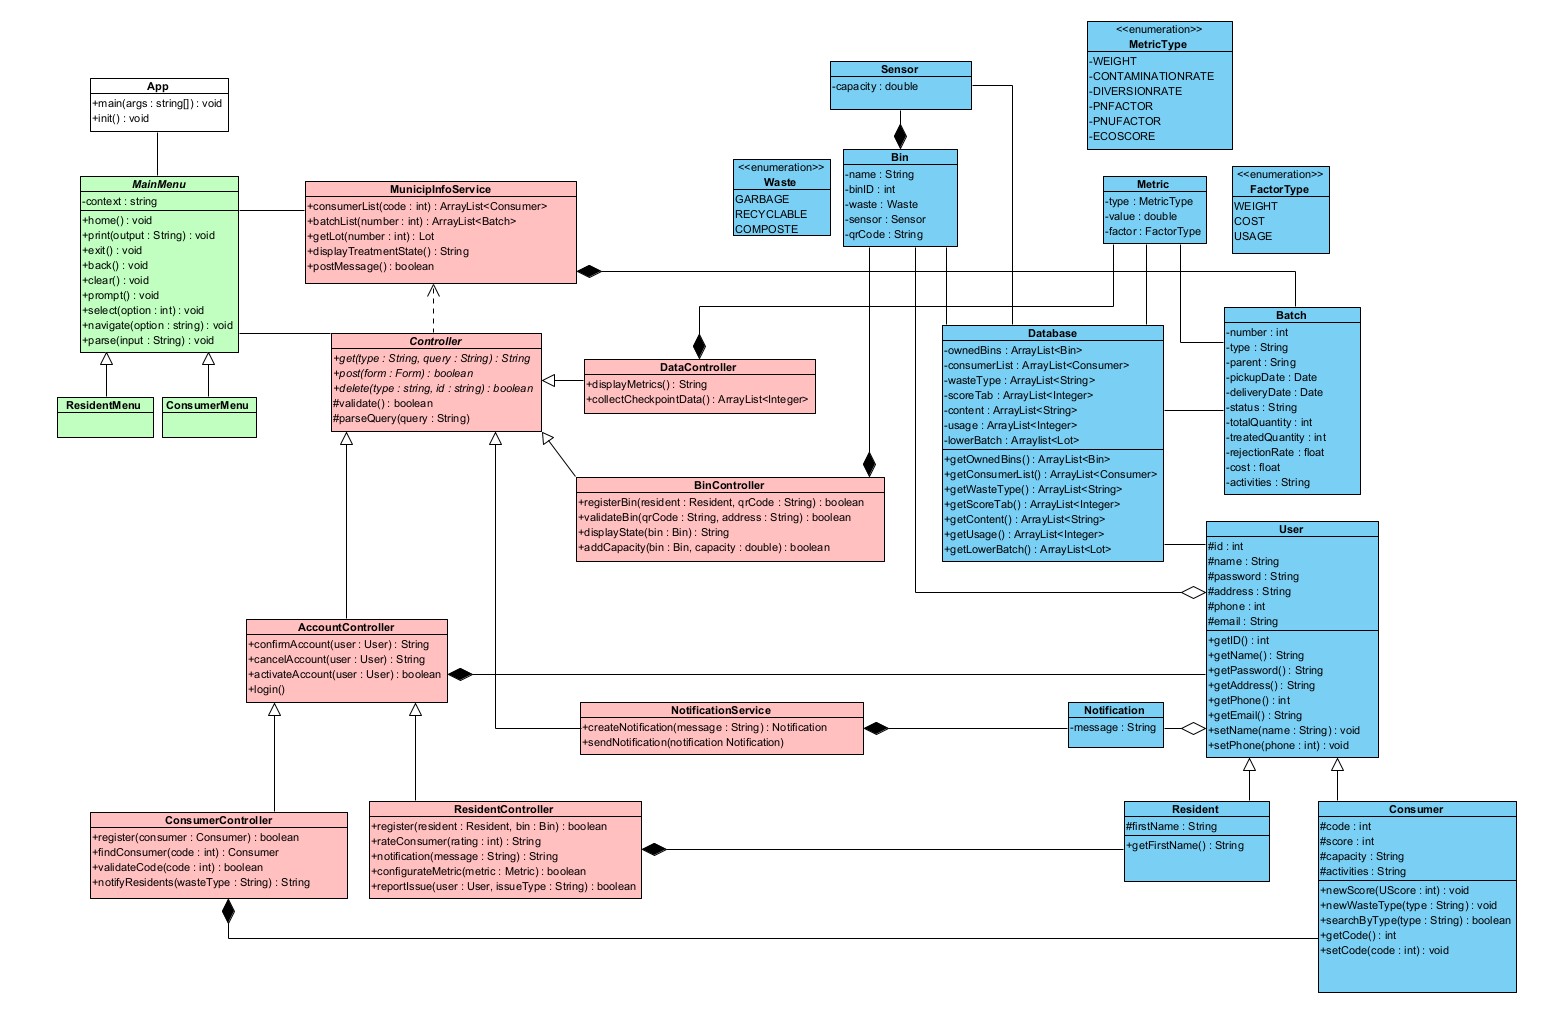 App
+main(args : string[]) : void
+init() : void
MainMenu
-context : string
+home() : void
+print(output : String) : void
+exit() : void
+back() : void
+clear() : void
+prompt() : void
+select(option : int) : void
+navigate(option : string) : void
+parse(input : String) : void
ResidentMenu
ConsumerMenu
MunicipInfoService
+consumerList(code : int) : ArrayList<Consumer>
+batchList(number : int) : ArrayList<Batch>
+getLot(number : int) : Lot
+displayTreatmentState() : String
+postMessage() : boolean
Controller
+get(type : String, query : String) : String
+post(form : Form) : boolean
+delete(type : string, id : string) : boolean
#validate() : boolean
#parseQuery(query : String)
DataController
+displayMetrics() : String
+collectCheckpointData() : ArrayList<Integer>
BinController
+registerBin(resident : Resident, qrCode : String) : boolean
+validateBin(qrCode : String, address : String) : boolean
+displayState(bin : Bin) : String
+addCapacity(bin : Bin, capacity : double) : boolean
Sensor
-capacity : double
<<enumeration>>
Waste
GARBAGE
RECYCLABLE
COMPOSTE
Bin
-name : String
-binID : int
-waste : Waste
-sensor : Sensor
-qrCode : String
<<enumeration>>
MetricType
-WEIGHT
-CONTAMINATIONRATE
-DIVERSIONRATE
-PNFACTOR
-PNUFACTOR
-ECOSCORE
Metric
-type : MetricType
-value : double
-factor : FactorType
<<enumeration>>
FactorType
WEIGHT
COST
USAGE
Database
-ownedBins : ArrayList<Bin>
-consumerList : ArrayList<Consumer>
-wasteType : ArrayList<String>
-scoreTab : ArrayList<Integer>
-content : ArrayList<String>
-usage : ArrayList<Integer>
-lowerBatch : Arraylist<Lot>
+getOwnedBins() : ArrayList<Bin>
+getConsumerList() : ArrayList<Consumer>
+getWasteType() : ArrayList<String>
+getScoreTab() : ArrayList<Integer>
+getContent() : ArrayList<String>
+getUsage() : ArrayList<Integer>
+getLowerBatch() : ArrayList<Lot>
Batch
-number : int
-type : String
-parent : Sring
-pickupDate : Date
-deliveryDate : Date
-status : String
-totalQuantity : int
-treatedQuantity : int
-rejectionRate : float
-cost : float
-activities : String
User
#id : int
#name : String
#password : String
#address : String
#phone : int
#email : String
+getID() : int
+getName() : String
+getPassword() : String
+getAddress() : String
+getPhone() : int
+getEmail() : String
+setName(name : String) : void
+setPhone(phone : int) : void
AccountController
+confirmAccount(user : User) : String
+cancelAccount(user : User) : String
+activateAccount(user : User) : boolean
+login()
NotificationService
+createNotification(message : String) : Notification
+sendNotification(notification Notification)
Notification
-message : String
ConsumerController
+register(consumer : Consumer) : boolean
+findConsumer(code : int) : Consumer
+validateCode(code : int) : boolean
+notifyResidents(wasteType : String) : String
ResidentController
+register(resident : Resident, bin : Bin) : boolean
+rateConsumer(rating : int) : String
+notification(message : String) : String
+configurateMetric(metric : Metric) : boolean
+reportIssue(user : User, issueType : String) : boolean
Resident
#firstName : String
+getFirstName() : String
Consumer
#code : int
#score : int
#capacity : String
#activities : String
+newScore(UScore : int) : void
+newWasteType(type : String) : void
+searchByType(type : String) : boolean
+getCode() : int
+setCode(code : int) : void